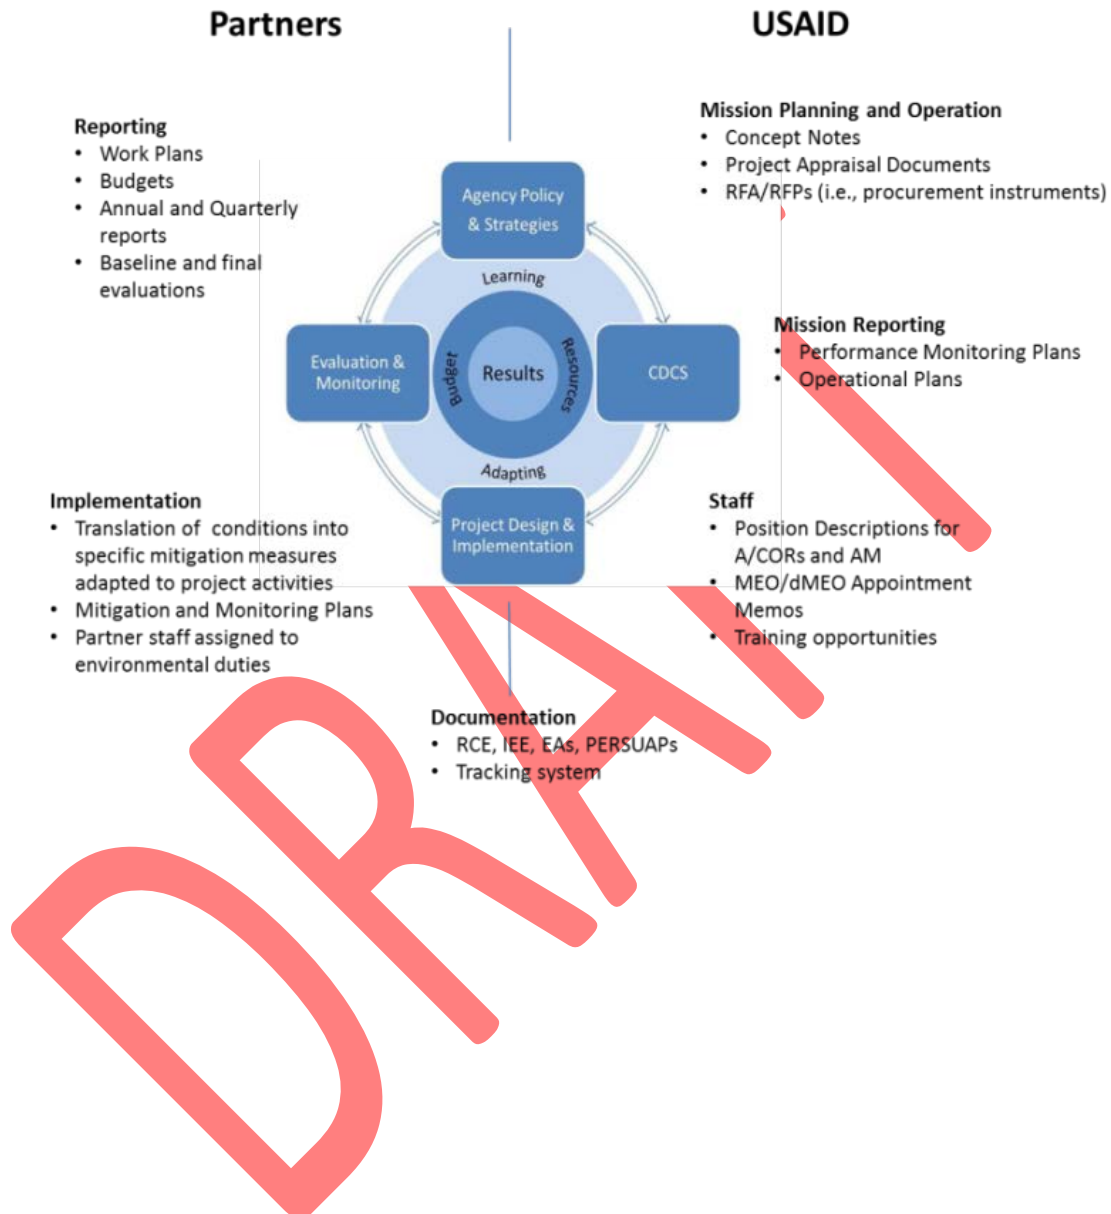 Partners
USAID
Reporting
• Work Plans
• Budgets
• Annual and Quarterly
reports
• Baseline and final
evaluations
Mission Planning and Operation
• Concept Notes
• Project Appraisal Documents
• RFA/RFPs (i.e., procurement instruments)
Agency Policy
& Strategies
Learning
Evaluation &
Monitoring
Budget
Results
Resources
CDCS
Adapting
Project Design &
Implementation
Mission Reporting
• Performance Monitoring Plans
• Operational Plans
Implementation
• Translation of conditions into
specific mitigation measures
adapted to project activities
• Mitigation and Monitoring Plans
• Partner staff assigned to
environmental duties
Staff
• Position Descriptions for
A/CORs and AM
• MEO/dMEO Appointment
Memos
• Training opportunities
Documentation
• RCE, IEE, EAs, PERSUAPs
• Tracking system
DRAFT